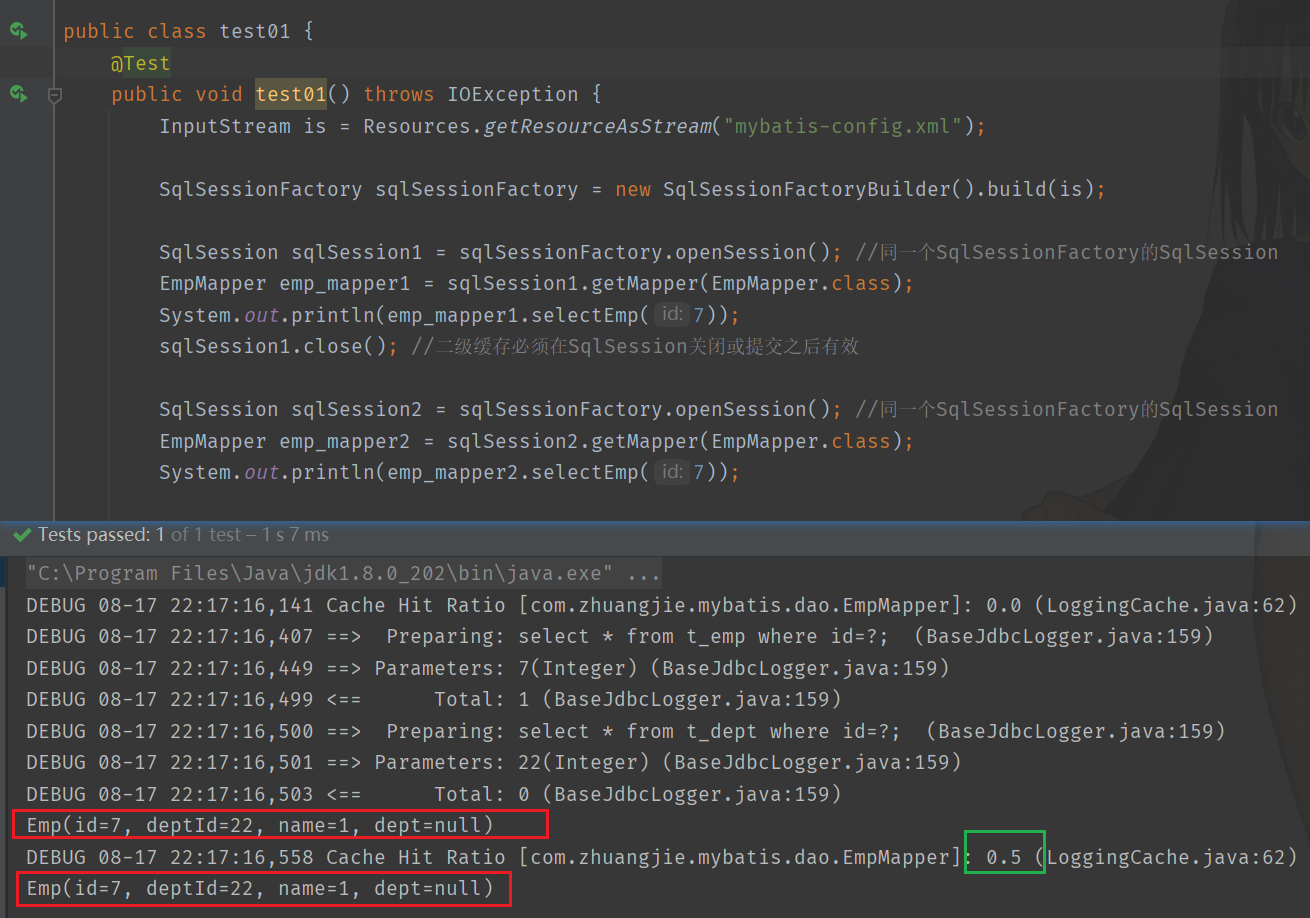 public class test01 {
@Test
public void test01() throws IOException {
InputStream is = Resources.getResourceAsStream("mybatis-config.xml");
SqlSessionFactory sqlSessionFactory = new SqlSessionFactoryBuilder().build(is);
SqlSession sqlSession1 = sqlSessionFactory.openSession(); //同一个SqlSessionFactory的SqlSession
EmpMapper emp_mapper1 = sqlSession1.getMapper(EmpMapper.class);
System.out.println(emp_mapper1.selectEmp( id: 7));
sqlSession1.close(); //二级缓存必须在SqlSession关闭或提交之后有效
SqlSession sqlSession2 = sqlSessionFactory.openSession(); //同一个SqlSessionFactory的SqlSession
EmpMapper emp_mapper2 = sqlSession2.getMapper(EmpMapper.class);
System.out.println(emp_mapper2.selectEmp( id: 7));
Tests passed: 1 of 1 test – 1 s 7 ms
"C:\Program Files\Java\jdk1.8.0_202\bin\java.exe" ...
DEBUG 08-17 22:17:16,141 Cache Hit Ratio [com.zhuangjie.mybatis.dao.EmpMapper]: 0.0 (LoggingCache.java:62)
DEBUG 08-17 22:17:16,407 ==>  Preparing: select * from t_emp where id=?;  (BaseJdbcLogger.java:159)
DEBUG 08-17 22:17:16,449 ==> Parameters: 7(Integer) (BaseJdbcLogger.java:159)
DEBUG 08-17 22:17:16,499 <==      Total: 1 (BaseJdbcLogger.java:159)
DEBUG 08-17 22:17:16,500 ==>  Preparing: select * from t_dept where id=?;  (BaseJdbcLogger.java:159)
DEBUG 08-17 22:17:16,501 ==> Parameters: 22(Integer) (BaseJdbcLogger.java:159)
DEBUG 08-17 22:17:16,503 <==      Total: 0 (BaseJdbcLogger.java:159)
Emp(id=7, deptId=22, name=1, dept=null)
DEBUG 08-17 22:17:16,558 Cache Hit Ratio [com.zhuangjie.mybatis.dao.EmpMapper]: 0.5 (LoggingCache.java:62)
Emp(id=7, deptId=22, name=1, dept=null)